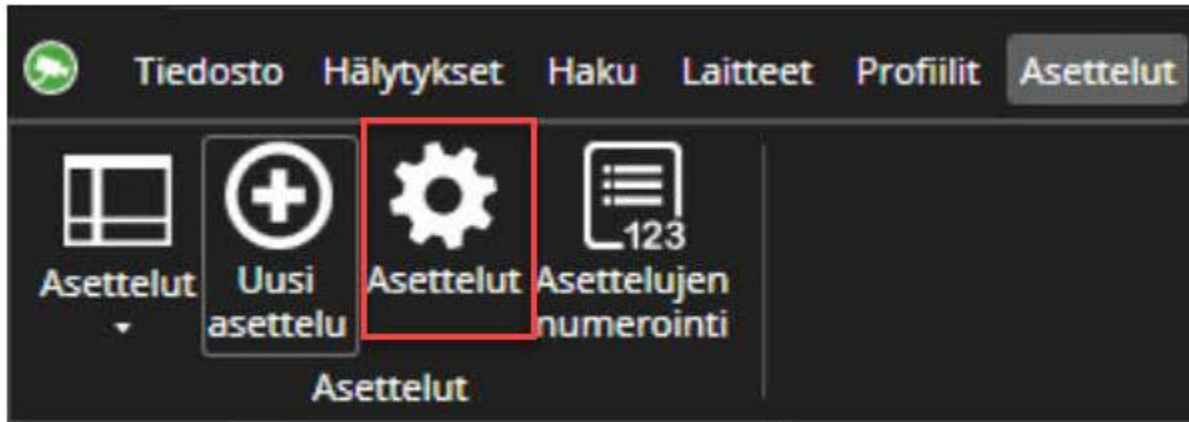 Tiedosto Hälytykset Haku Laitteet Profiilit Asettelut
123
Asettelut Uusi Asettelut Asettelujen
asettelu numerointi
Asettelut